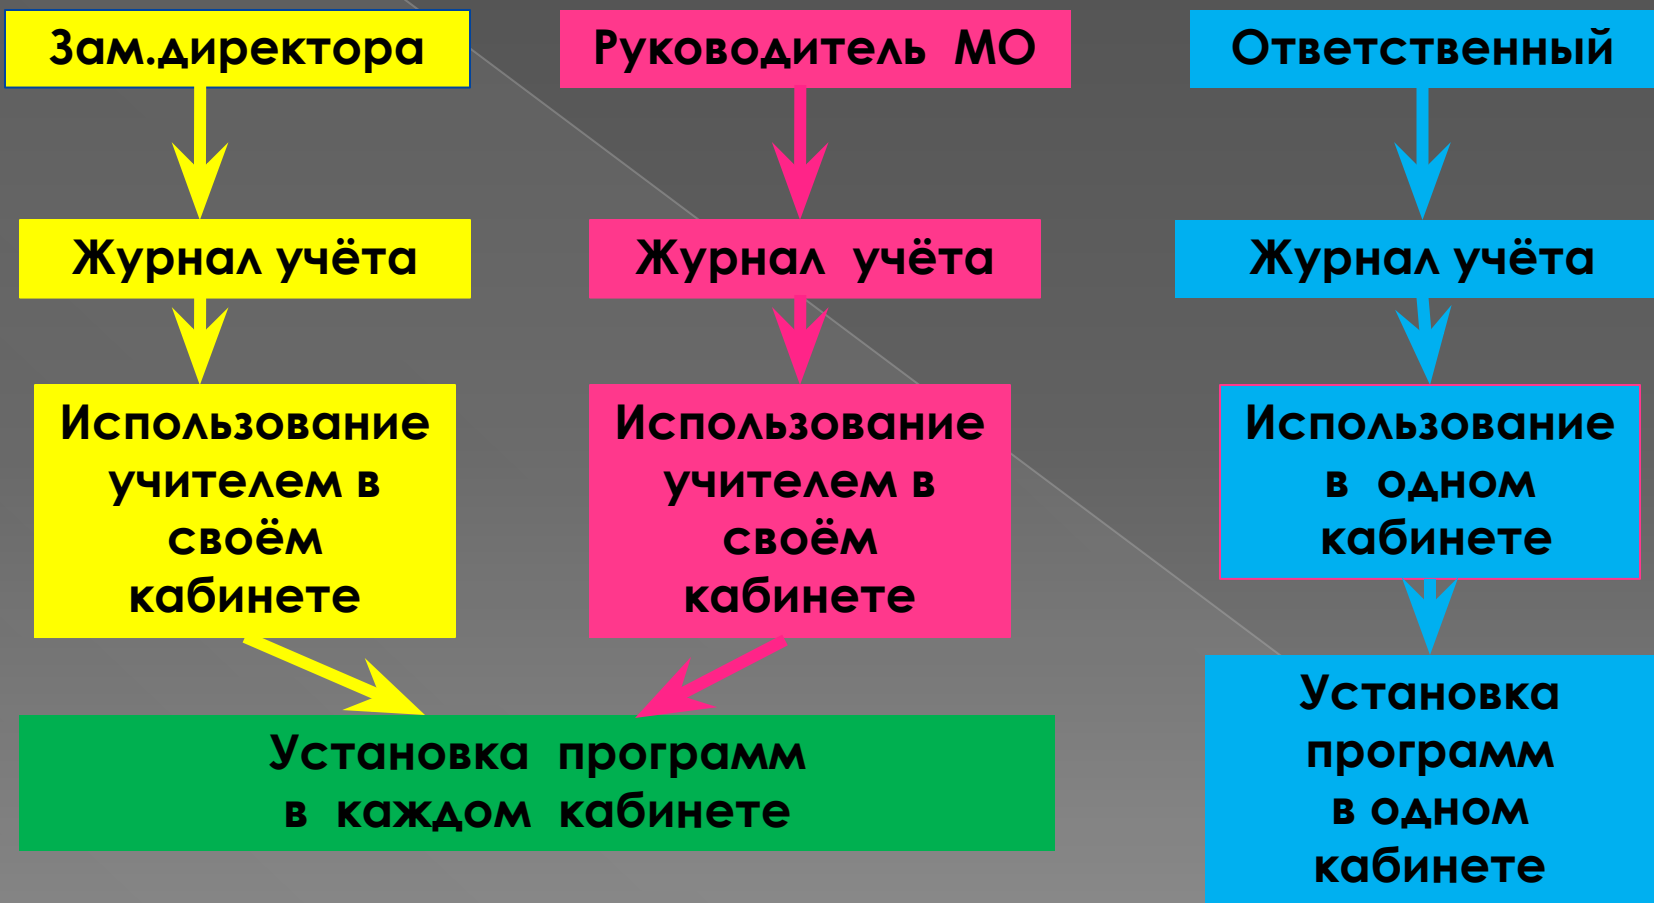 Зам.директора
Руководитель МО
Ответственный
Журнал учёта
Журнал учёта
Журнал учёта
Использование
учителем в
своём
кабинете
Использование
учителем в
своём
кабинете
Использование
в одном
кабинете
Установка программ
в каждом кабинете
Установка
программ
в одном
кабинете